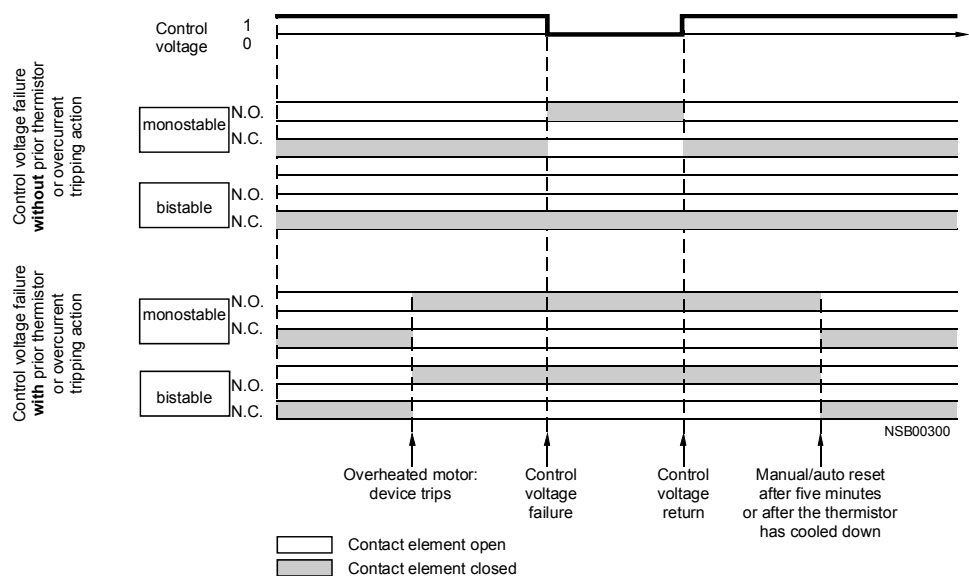 Control
voltage
1
0
Control voltage failure
without prior thermistor
or overcurrent
tripping action
monostable
N.O.
N.C.
bistable
N.O.
N.C.
Control voltage failure
with prior thermistor
or overcurrent
tripping action
monostable
N.O.
N.C.
bistable
N.O.
N.C.
NSB00300
Overheated motor:
device trips
Control
voltage
failure
Control
voltage
return
Manual/auto reset
after five minutes
or after the thermistor
has cooled down
Contact element open
Contact element closed